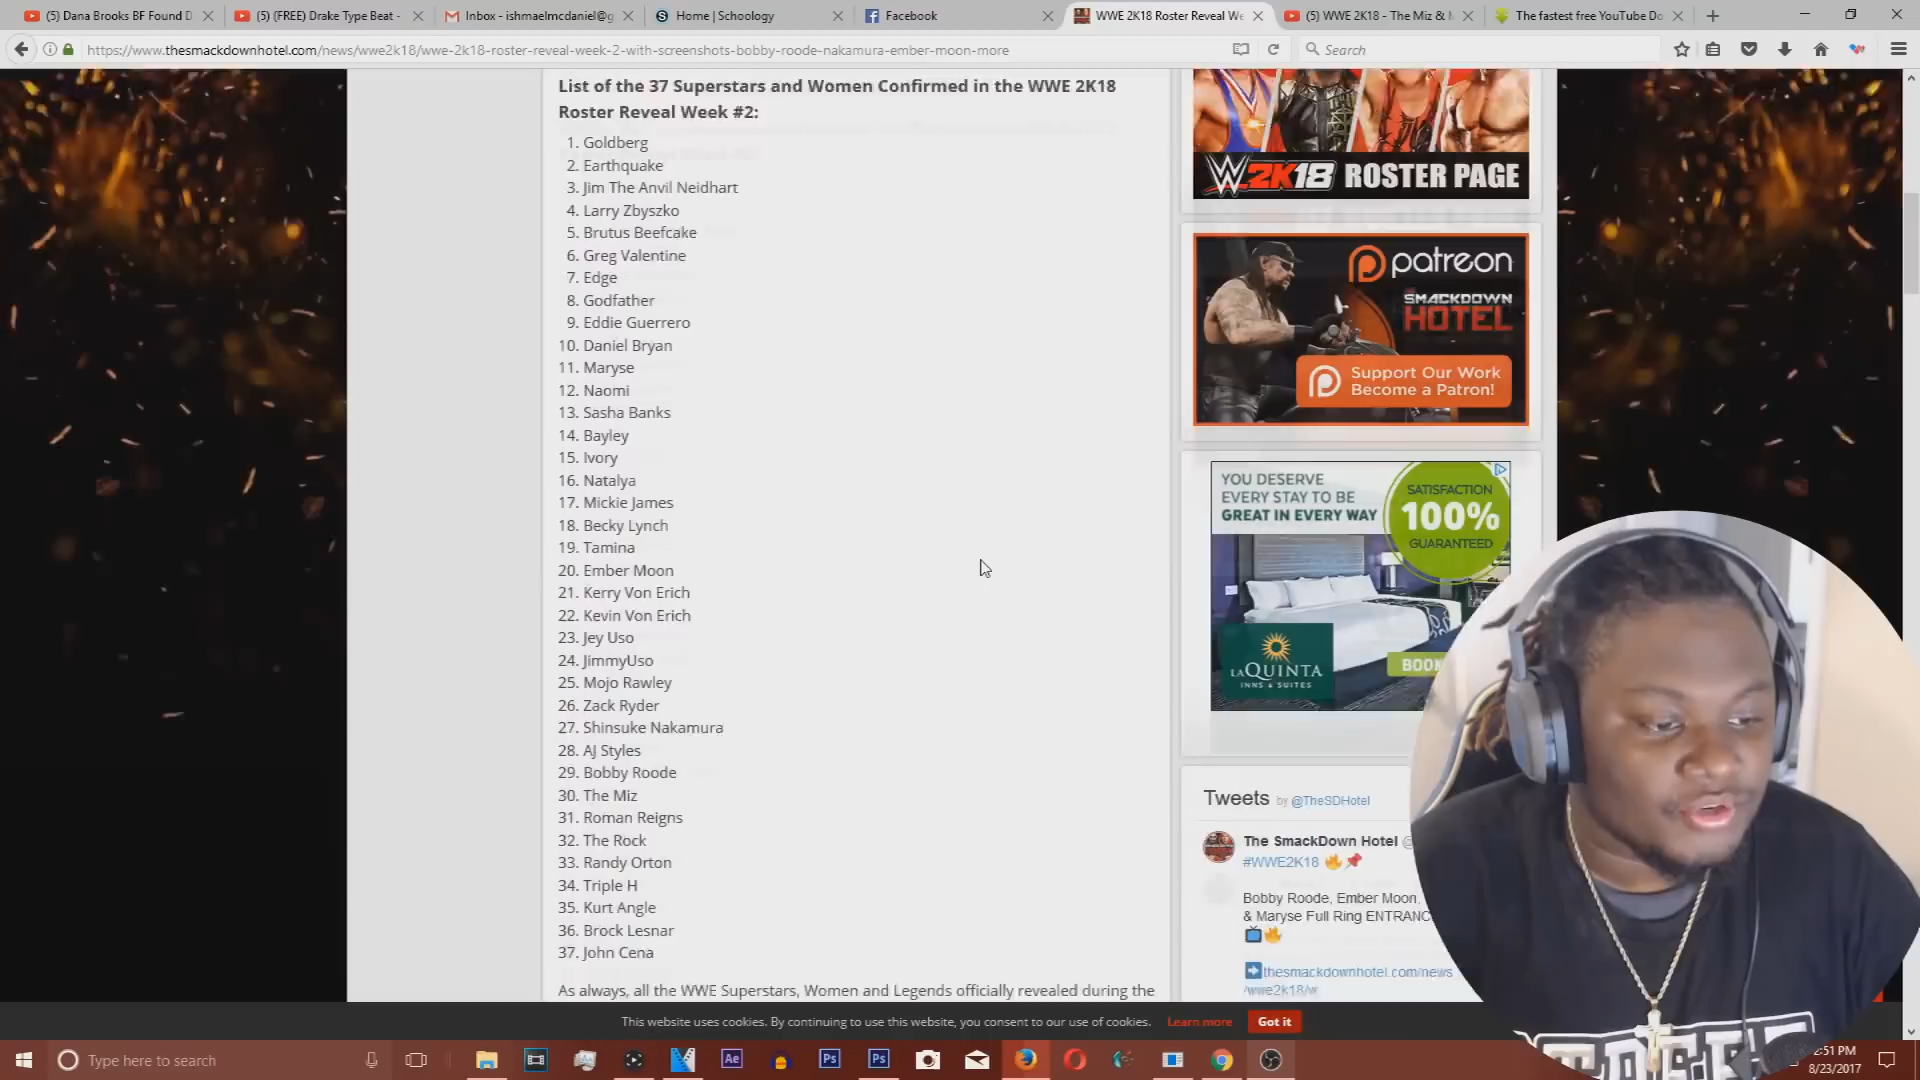 (5) Dana Brooks BF Found D
(5) (FREE) Drake Type Beat -
Inbox - ishmaelmcdaniel@g
Home | Schoology
Facebook
WWE 2K18 Roster Reveal We
(5) WWE 2K18 - The Miz & M
The fastest free YouTube Do
https://www.thesmackdownhotel.com/news/wwe2k18/wwe-2k18-roster-reveal-week-2-with-screenshots-bobby-roode-nakamura-ember-moon-more
Search
List of the 37 Superstars and Women Confirmed in the WWE 2K18
Roster Reveal Week #2:
1. Goldberg
2. Earthquake
3. Jim The Anvil Neidhart
4. Larry Zbyszko
5. Brutus Beefcake
6. Greg Valentine
7. Edge
8. Godfather
9. Eddie Guerrero
10. Daniel Bryan
11. Maryse
12. Naomi
13. Sasha Banks
14. Bayley
15. Ivory
16. Natalya
17. Mickie James
18. Becky Lynch
19. Tamina
20. Ember Moon
21. Kerry Von Erich
22. Kevin Von Erich
23. Jey Uso
24. JimmyUso
25. Mojo Rawley
26. Zack Ryder
27. Shinsuke Nakamura
28. AJ Styles
29. Bobby Roode
30. The Miz
31. Roman Reigns
32. The Rock
33. Randy Orton
34. Triple H
35. Kurt Angle
36. Brock Lesnar
37. John Cena
As always, all the WWE Superstars, Women and Legends officially revealed during the
W2K18 ROSTER PAGE
patreon
SMACKDOWN
HOTEL
Support Our Work
Become a Patron!
YOU DESERVE
EVERY STAY TO BE
GREAT IN EVERY WAY
SATISFACTION
100%
GUARANTEED
LAQUINTA
INNS & SUITES
BOOK
Tweets by @TheSDHotel
The SmackDown Hotel @
#WWE2K18
Bobby Roode, Ember Moon,
& Maryse Full Ring ENTRANC
thesmackdownhotel.com/news
/wwe2k18/w
This website uses cookies. By continuing to use this website, you consent to our use of cookies. Learn more Got it
Type here to search
Ae
Ps
Ps
2:51 PM
8/23/2017